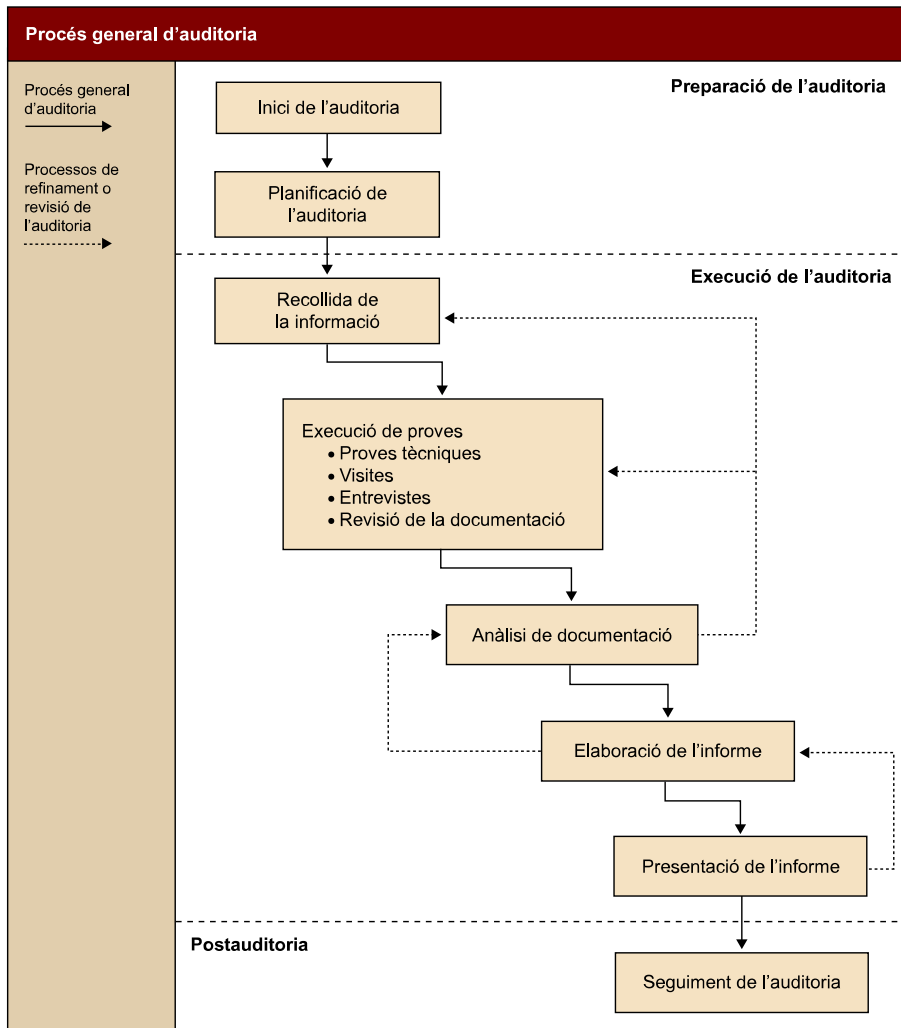 Procés general d'auditoria
Procés general
d'auditoria
Processos de
refinament o
revisió de
l'auditoria
Preparació de l'auditoria
Inici de l'auditoria
Planificació de
l'auditoria
Execució de l'auditoria
Recollida de
la informació
Execució de proves
• Proves tècniques
• Visites
• Entrevistes
• Revisió de la documentació
Anàlisi de documentació
Elaboració de l'informe
Presentació de l'informe
Postauditoria
Seguiment de l'auditoria